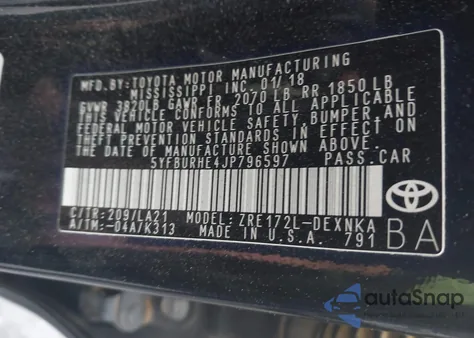 MFD.BY:TOYOTA MOTOR MANUFACTURING
MISSISSIPPI INC. 01/18
GVWR 3820LB GAWR FR 2070LB RR 1850LB
THIS VEHICLE CONFORMS TO ALL APPLICABLE
FEDERAL MOTOR VEHICLE SAFETY,BUMPER,AND
THEFT PREVENTION STANDARDS IN EFFECT ON
THE DATE OF MANUFACTURE SHOWN ABOVE.
5YFBURHE4JP796597 PASS.CAR
C/TR:209/LA21 MODEL:ZRE172L-DEXNKA
A/TM:-04A/K313 MADE IN U.S.A. 791
TOYOTA
BA
autoSnap